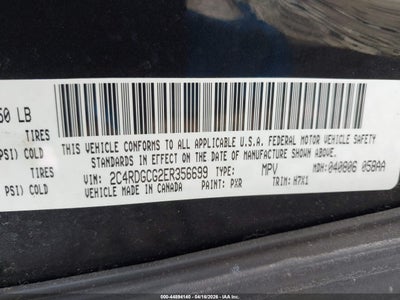 50 LB
TIRES
PSI) COLD
TIRES
PSI) COLD
THIS VEHICLE CONFORMS TO ALL APPLICABLE U.S.A. FEDERAL MOTOR VEHICLE SAFETY
STANDARDS IN EFFECT ON THE DATE OF MANUFACTURE SHOWN ABOVE.
VIN: 2C4RDGCG2ER356699 TYPE: MPV MDH: 040806 058AA
VEHICLE MADE IN CANADA PAINT: PXR TRIM: H7X1
000-44894140 (04/18/2026) © IAA